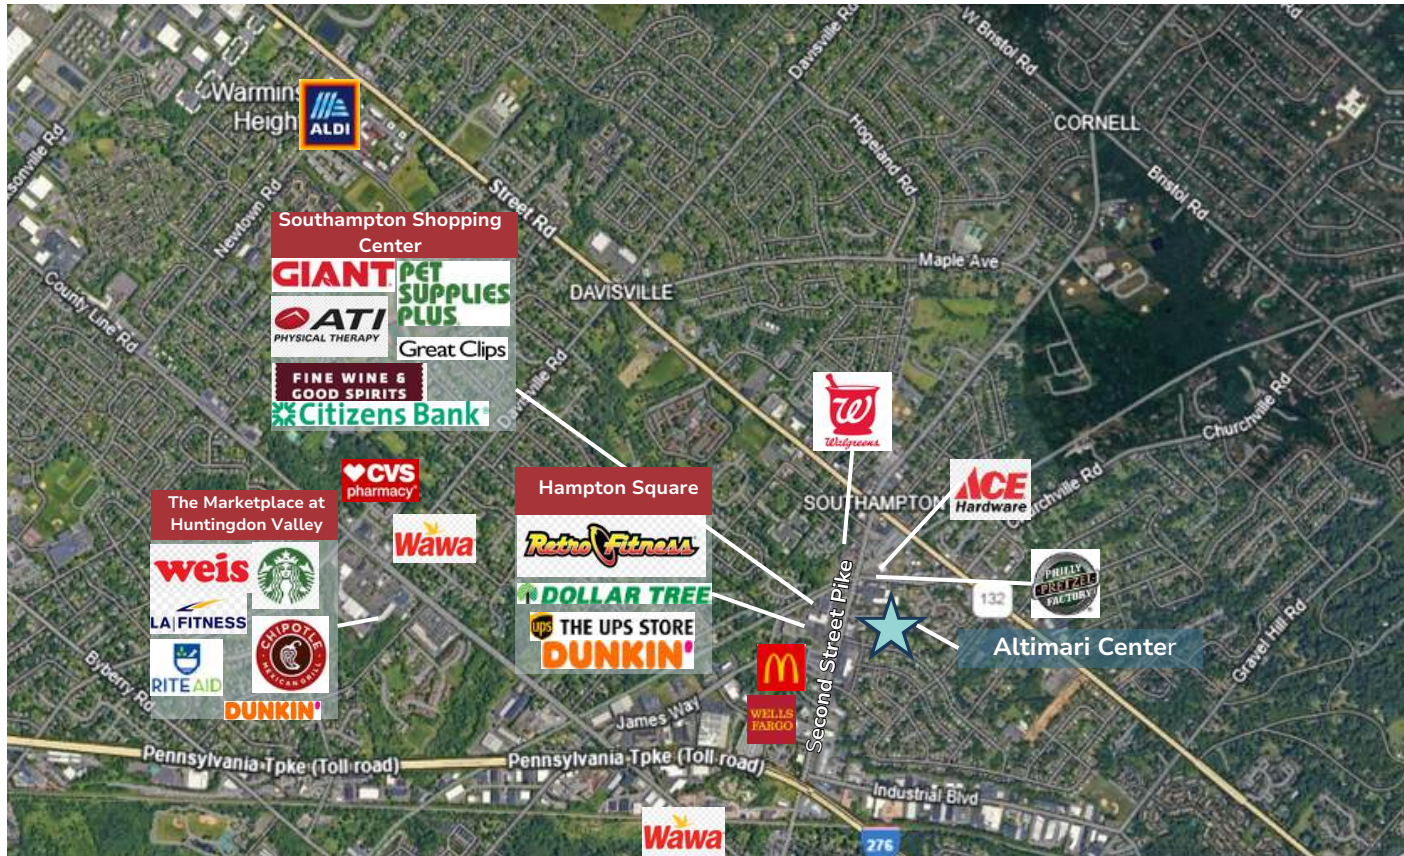 W Bristol Rd
Davisville Rd
Warmins
Heigh
ALDI
CORNELL
Hogeland Rd
sonville Rd
Bristol Rd
Newtown Rd
Street Rd
Southampton Shopping
Center
GIANT
PET
SUPPLIES
PLUS
ATI
PHYSICAL THERAPY
Great Clips
FINE WINE &
GOOD SPIRITS
Citizens Bank
Maple Ave
DAVISVILLE
County Line Rd
Davisville Rd
W
Walgreens
Churchville Rd
CVS
pharmacy
Wawa
The Marketplace at
Huntingdon Valley
weis
LA|FITNESS
CHIPOTLE
MEXICAN GRILL
RITE AID
DUNKIN'
Hampton Square
Retro Fitness
DOLLAR TREE
ups THE UPS STORE
DUNKIN'
SOUTHAMPTON
ACE
Hardware
Churchville Rd
PHILLY
PRETZEL
FACTORY
132
Altimari Center
Second Street Pike
Gravel Hill Rd
Byberry Rd
WELLS
FARGO
James Way
Pennsylvania Tpke (Toll road)
Pennsylvania Tpke (Toll road)
Industrial Blvd
Wawa
276